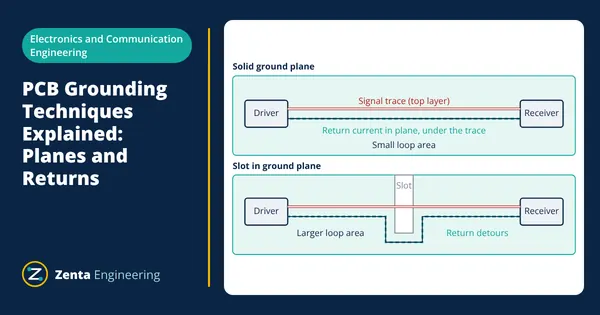 Electronics and Communication
Engineering
PCB Grounding
Techniques
Explained:
Planes and
Returns
Zenta Engineering
Solid ground plane
Signal trace (top layer)
Driver
Receiver
Return current in plane, under the trace
Small loop area
Slot in ground plane
Slot
Driver
Receiver
Larger loop area
Return detours